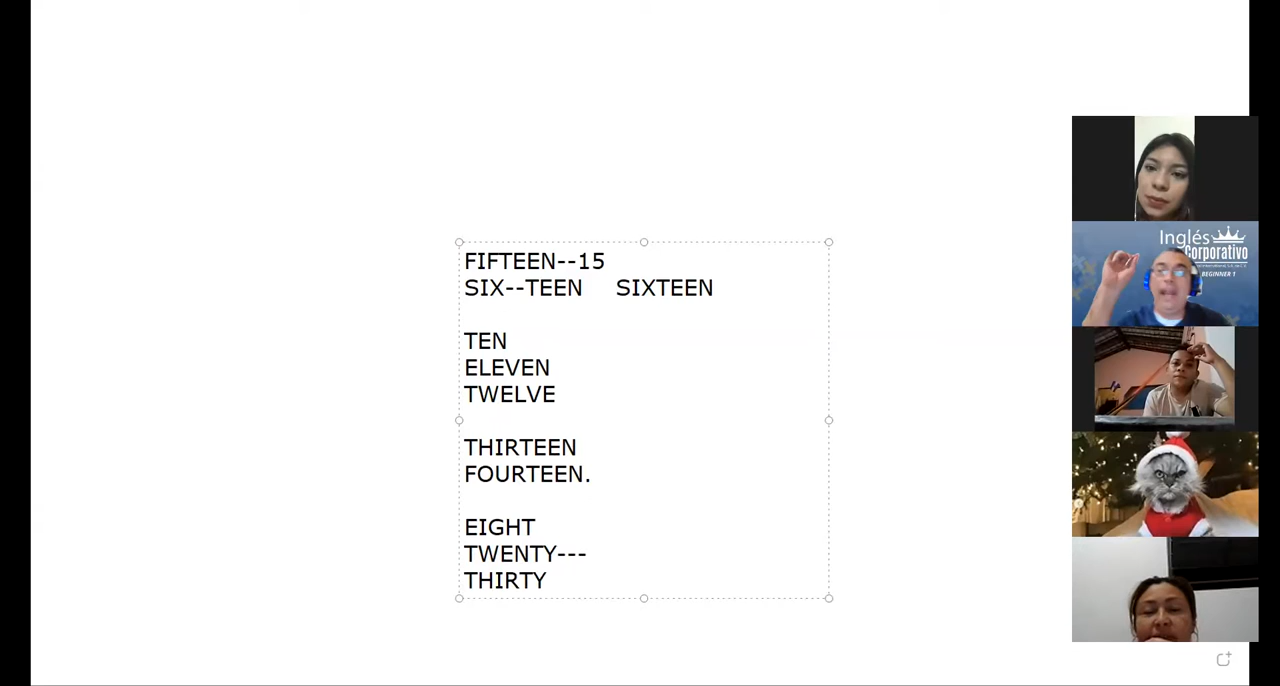 FIFTEEN--15
SIX--TEEN SIXTEEN
TEN
ELEVEN
TWELVE
THIRTEEN
FOURTEEN.
EIGHT
TWENTY---
THIRTY
Inglés
Corporativo
BEGINNER 1